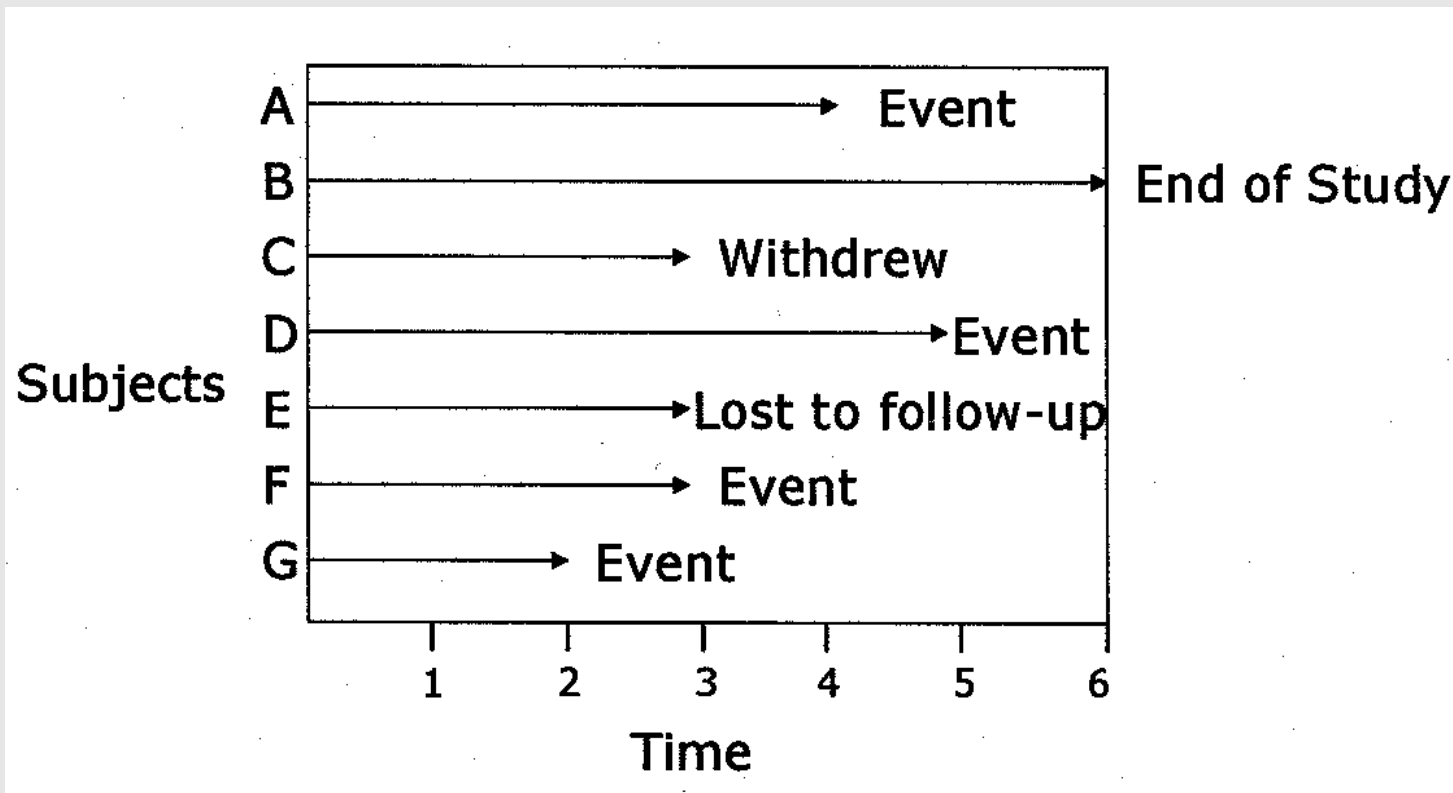 A Event
B End of Study
C Withdrew
D Event
Subjects
E Lost to follow-up
F Event
G Event
1 2 3 4 5 6
Time